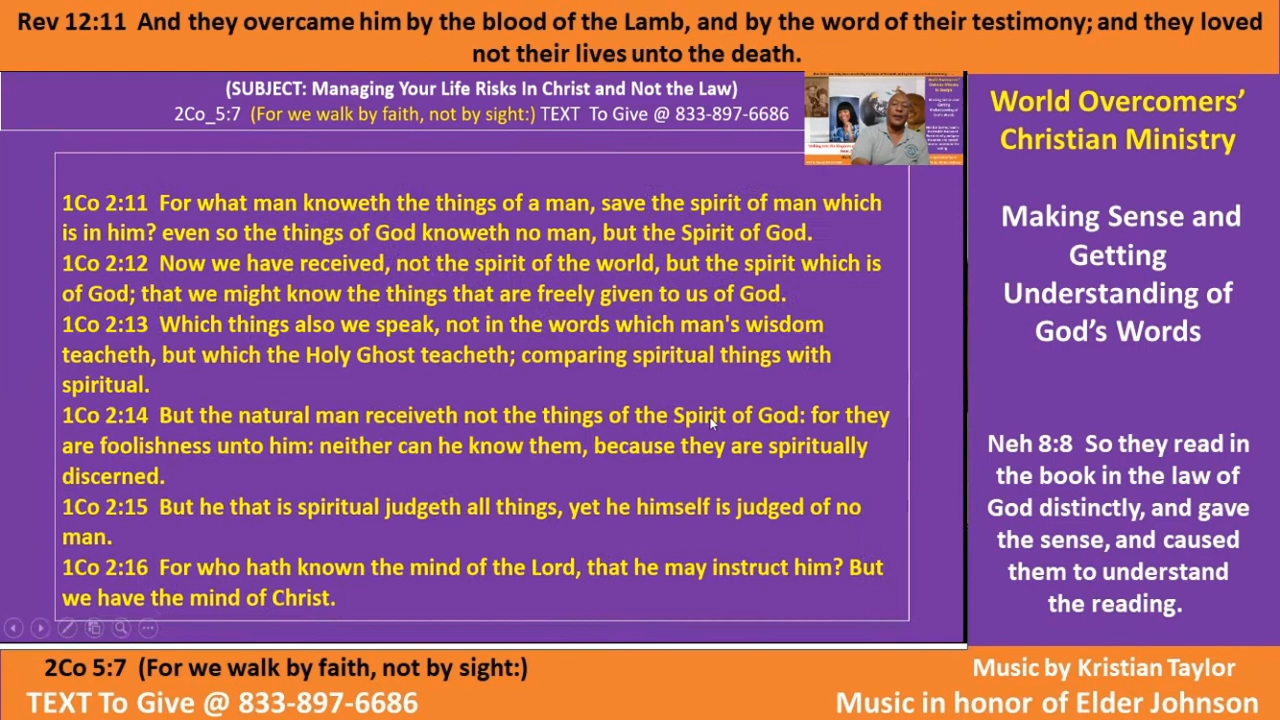 Rev 12:11  And they overcame him by the blood of the Lamb, and by the word of their testimony; and they loved
not their lives unto the death.
(SUBJECT: Managing Your Life Risks In Christ and Not the Law)
2Co_5:7  (For we walk by faith, not by sight:) TEXT  To Give @ 833-897-6686
1Co 2:11  For what man knoweth the things of a man, save the spirit of man which
is in him? even so the things of God knoweth no man, but the Spirit of God.
1Co 2:12  Now we have received, not the spirit of the world, but the spirit which is
of God; that we might know the things that are freely given to us of God.
1Co 2:13  Which things also we speak, not in the words which man's wisdom
teacheth, but which the Holy Ghost teacheth; comparing spiritual things with
spiritual.
1Co 2:14  But the natural man receiveth not the things of the Spirit of God: for they
are foolishness unto him: neither can he know them, because they are spiritually
discerned.
1Co 2:15  But he that is spiritual judgeth all things, yet he himself is judged of no
man.
1Co 2:16  For who hath known the mind of the Lord, that he may instruct him? But
we have the mind of Christ.
World Overcomers’
Christian Ministry
Making Sense and
Getting
Understanding of
God’s Words
Neh 8:8  So they read in
the book in the law of
God distinctly, and gave
the sense, and caused
them to understand
the reading.
2Co 5:7  (For we walk by faith, not by sight:)
TEXT To Give @ 833-897-6686
Music by Kristian Taylor
Music in honor of Elder Johnson